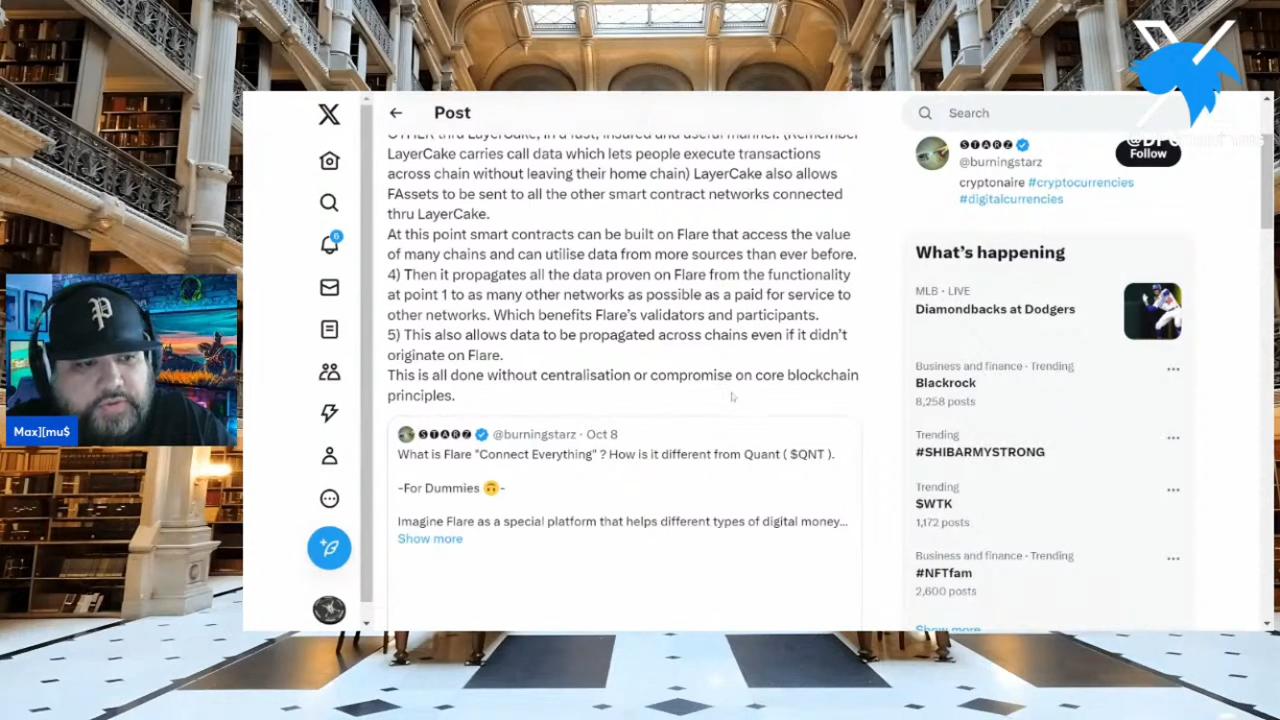 Post
Search
OTHER thru LayerCake, in a fast, insured and useful manner. (Remember
LayerCake carries call data which lets people execute transactions
across chain without leaving their home chain) LayerCake also allows
FAssets to be sent to all the other smart contract networks connected
thru LayerCake.
At this point smart contracts can be built on Flare that access the value
of many chains and can utilise data from more sources than ever before.
4) Then it propagates all the data proven on Flare from the functionality
at point 1 to as many other networks as possible as a paid for service to
other networks. Which benefits Flare's validators and participants.
5) This also allows data to be propagated across chains even if it didn't
originate on Flare.
This is all done without centralisation or compromise on core blockchain
principles.
🅢🅣🅐🅡🅩 @burningstarz · Oct 8
What is Flare "Connect Everything" ? How is it different from Quant ( $QNT ).
-For Dummies 🙃-
Imagine Flare as a special platform that helps different types of digital money...
Show more
🅢🅣🅐🅡🅩
@burningstarz
Follow
cryptonaire #cryptocurrencies
#digitalcurrencies
What's happening
MLB · LIVE
Diamondbacks at Dodgers
Business and finance · Trending
Blackrock
8,258 posts
Trending
#SHIBARMYSTRONG
Trending
$WTK
1,172 posts
Business and finance · Trending
#NFTfam
2,600 posts
Show more
6
P
Max][mu$